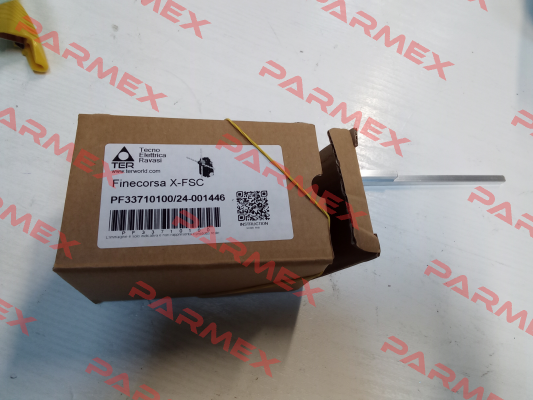 TER
Tecno
Elettrica
Ravasi
www.terworld.com
Finecorsa X-FSC
PF33710100/24-001446
INSTRUCTION
PARMEX
PARMEX
PARMEX
PARMEX
PARMEX
PARMEX
PARMEX